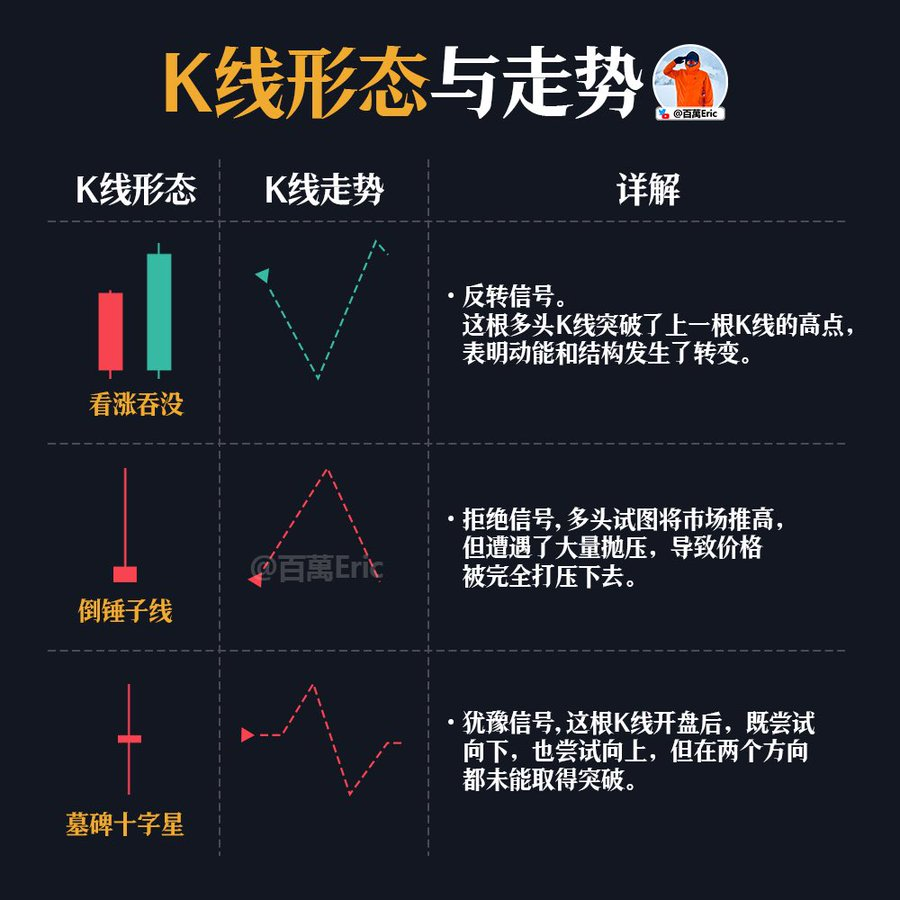 K线形态与走势
@百萬Eric
K线形态
K线走势
详解
看涨吞没
·反转信号。
这根多头K线突破了上一根K线的高点，
表明动能和结构发生了转变。
倒锤子线
@百萬Eric
·拒绝信号，多头试图将市场推高，
但遭遇了大量抛压，导致价格
被完全打压下去。
墓碑十字星
·犹豫信号，这根K线开盘后，既尝试
向下，也尝试向上，但在两个方向
都未能取得突破。